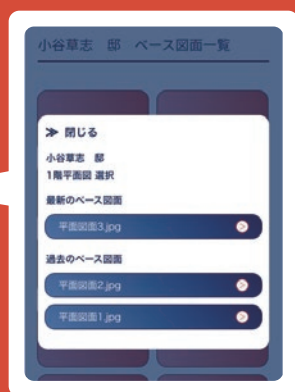 小谷草志　邸　ベース図面一覧
≫ 閉じる
小谷草志　邸
1階平面図 選択
最新のベース図面
平面図面3.jpg
過去のベース図面
平面図面2.jpg
平面図面1.jpg